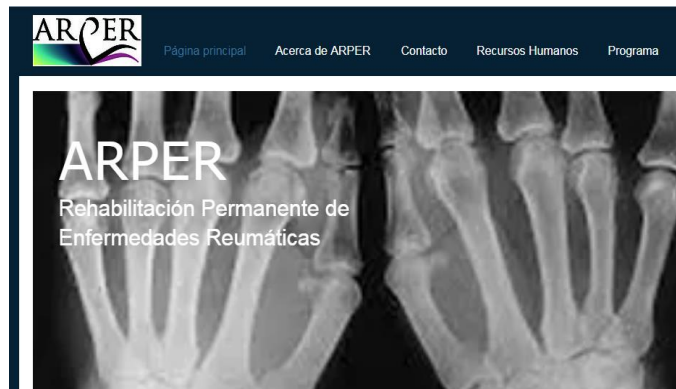 ARPER
Página principal Acerca de ARPER Contacto Recursos Humanos Programa
ARPER
Rehabilitación Permanente de
Enfermedades Reumáticas